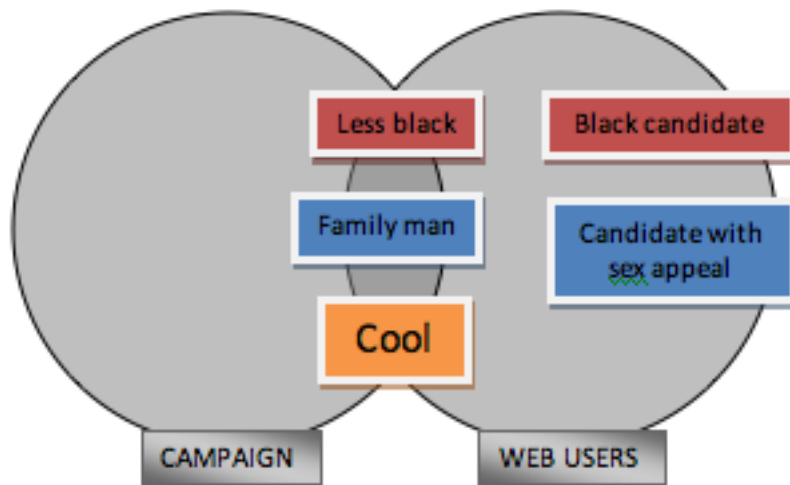 Less black
Black candidate
Family man
Candidate with
sex appeal
Cool
CAMPAIGN
WEB USERS